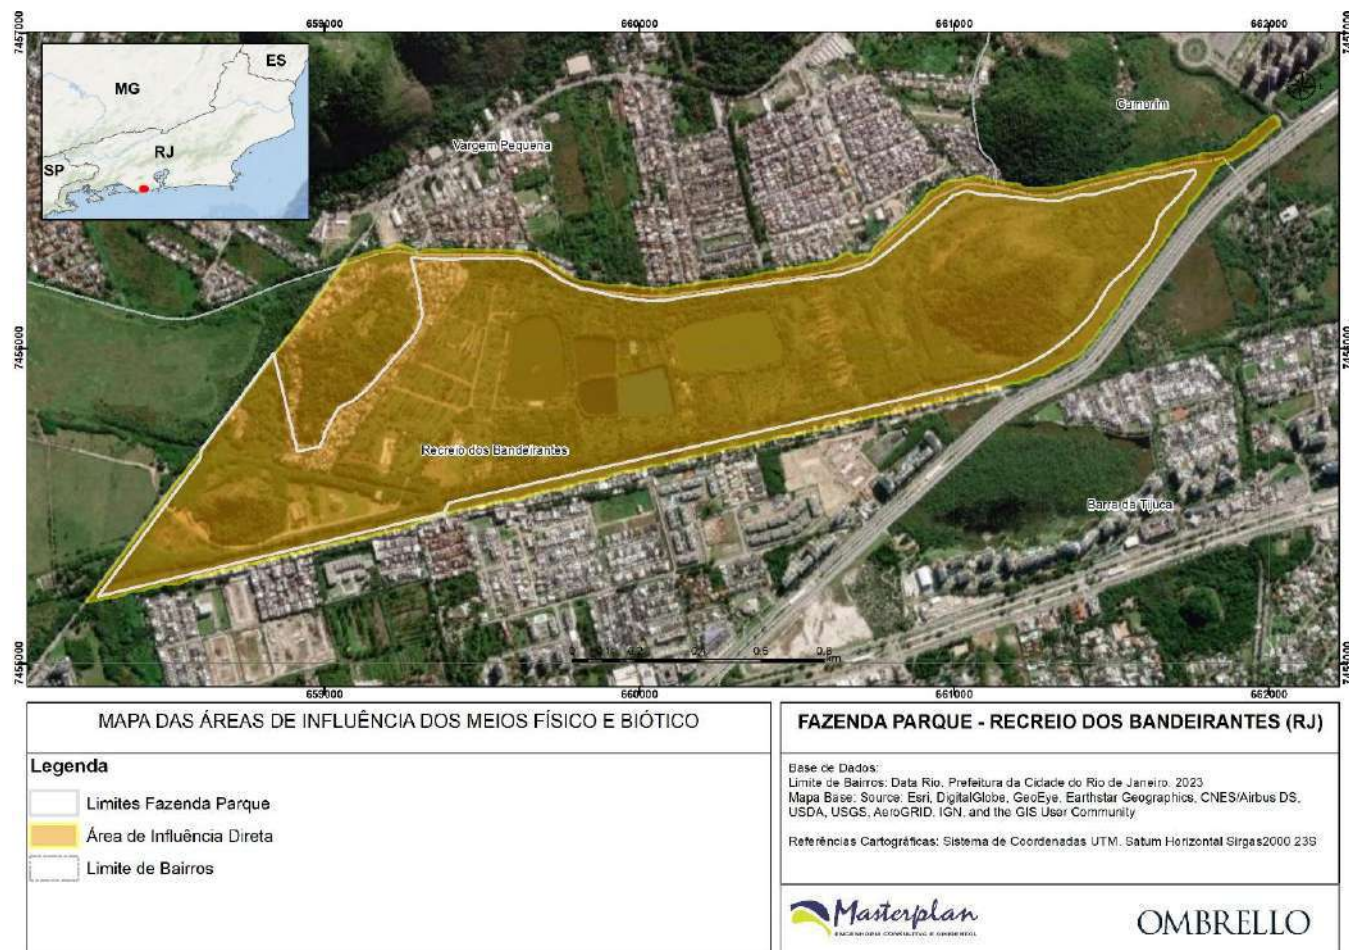 659000
660000
661000
662000
7457000
7457000
MG
ES
RJ
SP
Vargem Pequena
Camorim
7456000
7456000
Recreio dos Bandeirantes
Barra da Tijuca
7455000
7455000
km
659000
660000
661000
662000
MAPA DAS ÁREAS DE INFLUÊNCIA DOS MEIOS FÍSICO E BIÓTICO
Legenda
Limites Fazenda Parque
Área de Influência Direta
Limite de Bairros
FAZENDA PARQUE - RECREIO DOS BANDEIRANTES (RJ)
Base de Dados:
Limite de Bairros: Data Rio. Prefeitura da Cidade do Rio de Janeiro. 2023
Mapa Base: Source: Esri, DigitalGlobe, GeoEye, Earthstar Geographics, CNES/Airbus DS,
USDA, USGS, AeroGRID, IGN, and the GIS User Community
Referências Cartográficas: Sistema de Coordenadas UTM. Satum Horizontal Sirgas2000 23S
Masterplan
OMBRELLO